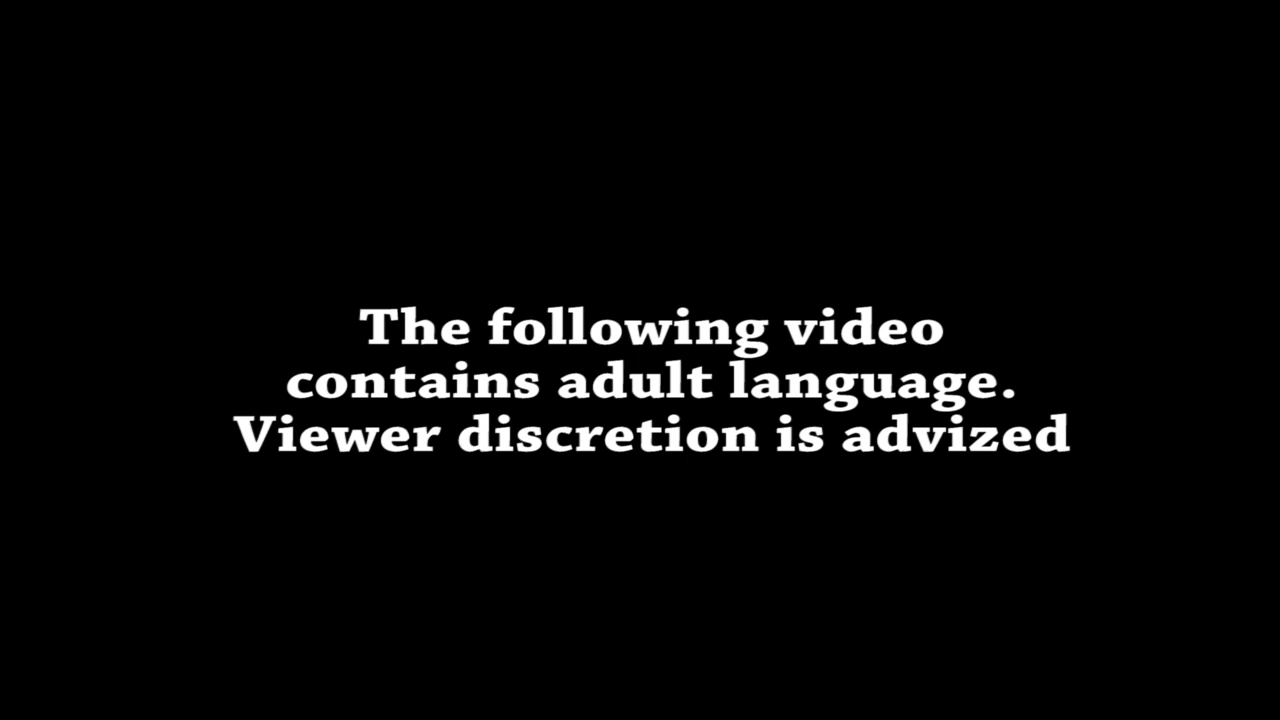 The following video
contains adult language.
Viewer discretion is advized